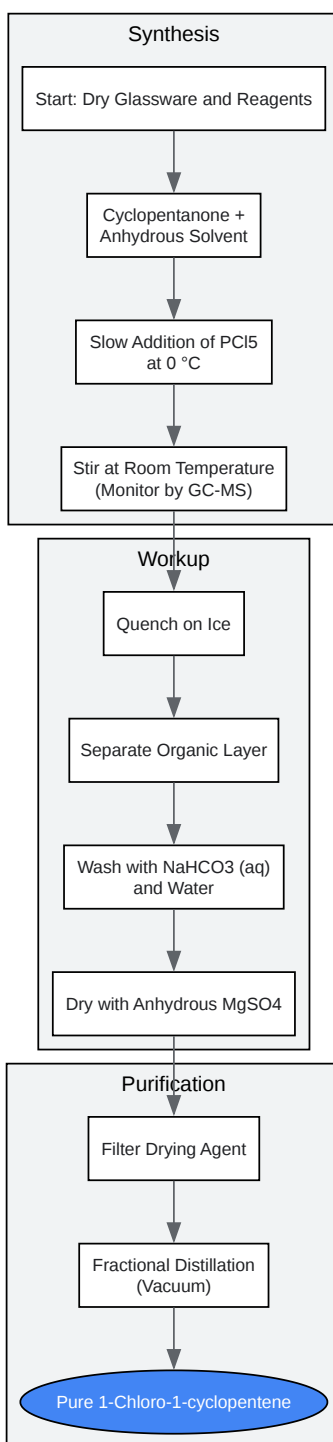 Synthesis
Start: Dry Glassware and Reagents
Cyclopentanone +
Anhydrous Solvent
Slow Addition of PCl5
at 0 °C
Stir at Room Temperature
(Monitor by GC-MS)
Workup
Quench on Ice
Separate Organic Layer
Wash with NaHCO3 (aq)
and Water
Dry with Anhydrous MgSO4
Purification
Filter Drying Agent
Fractional Distillation
(Vacuum)
Pure 1-Chloro-1-cyclopentene